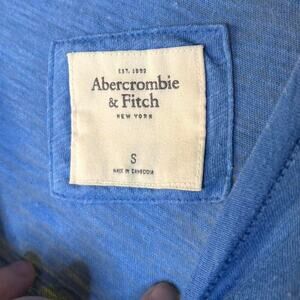 EST. 1892
Abercrombie
& Fitch
NEW YORK
S
MADE IN CAMBODIA